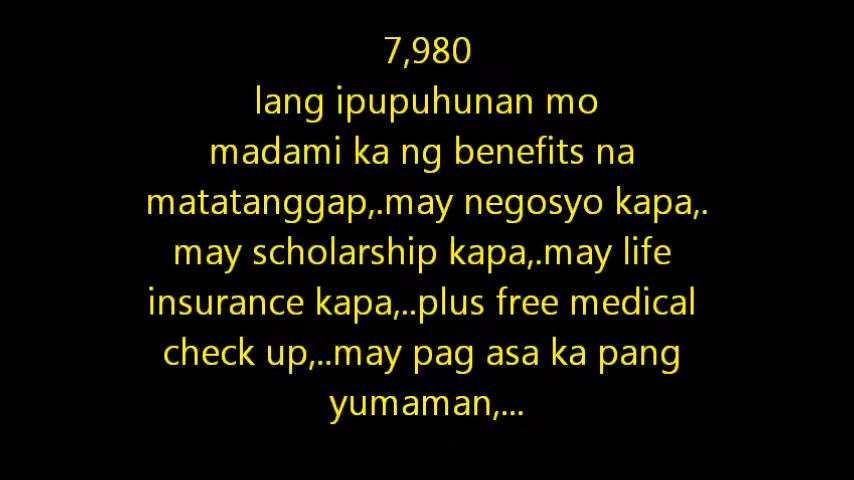 7,980
lang ipupuhunan mo
madami ka ng benefits na
matatanggap,.may negosyo kapa,.
may scholarship kapa,.may life
insurance kapa,..plus free medical
check up,..may pag asa ka pang
yumaman,...